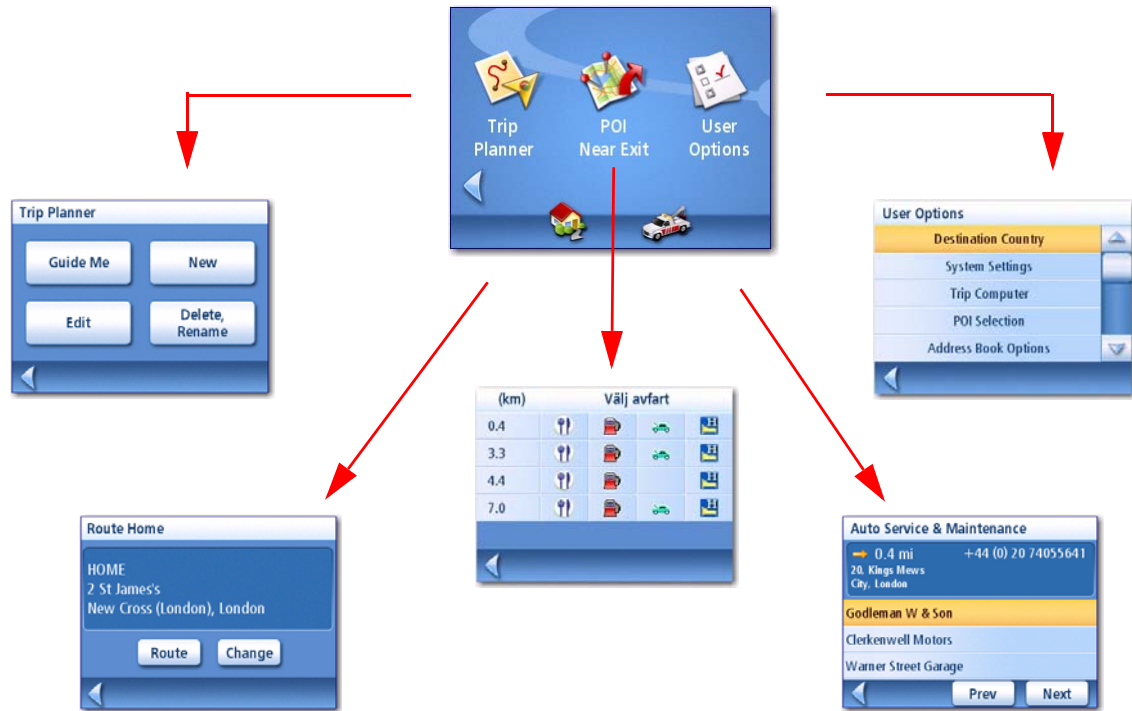 Trip
Planner
POI
Near Exit
User
Options
Trip Planner
Guide Me
New
Edit
Delete,
Rename
User Options
Destination Country
System Settings
Trip Computer
POI Selection
Address Book Options
(km) Välj avfart
0.4
3.3
4.4
7.0
Route Home
HOME
2 St James's
New Cross (London), London
Route Change
Auto Service & Maintenance
0.4 mi +44 (0) 20 74055641
20, Kings Mews
City, London
Godleman W & Son
Clerkenwell Motors
Warner Street Garage
Prev Next